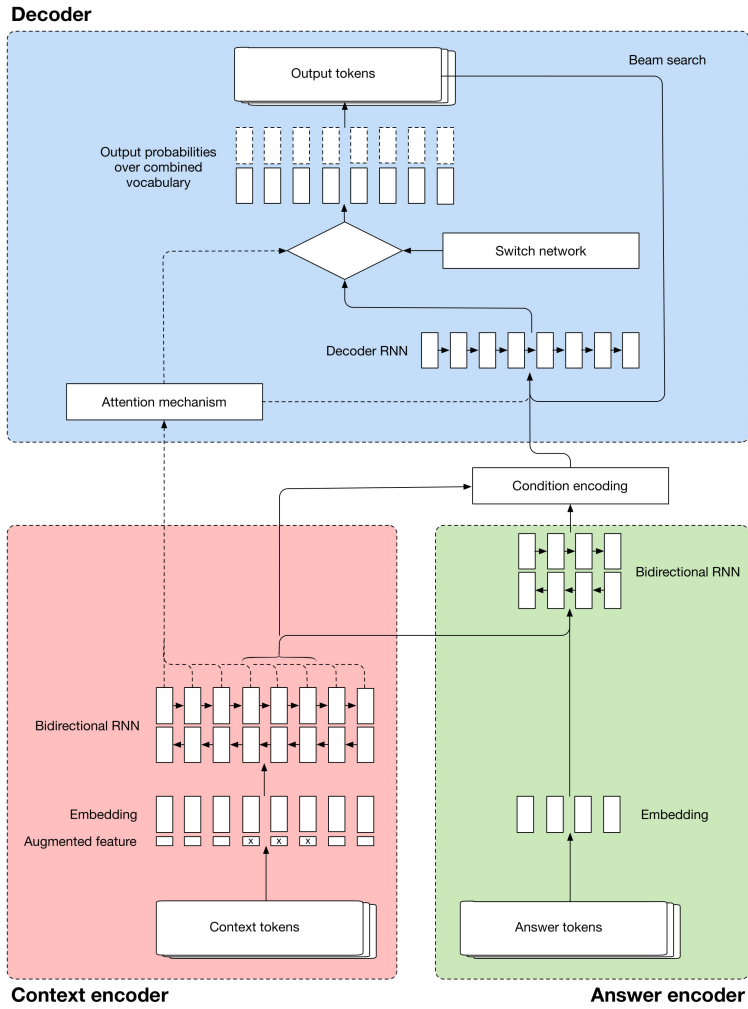 Decoder
Output tokens
Beam search
Output probabilities
over combined
vocabulary
Switch network
Decoder RNN
Attention mechanism
Condition encoding
Bidirectional RNN
Bidirectional RNN
Embedding
Embedding
Augmented feature
x x x
Context tokens
Answer tokens
Context encoder
Answer encoder